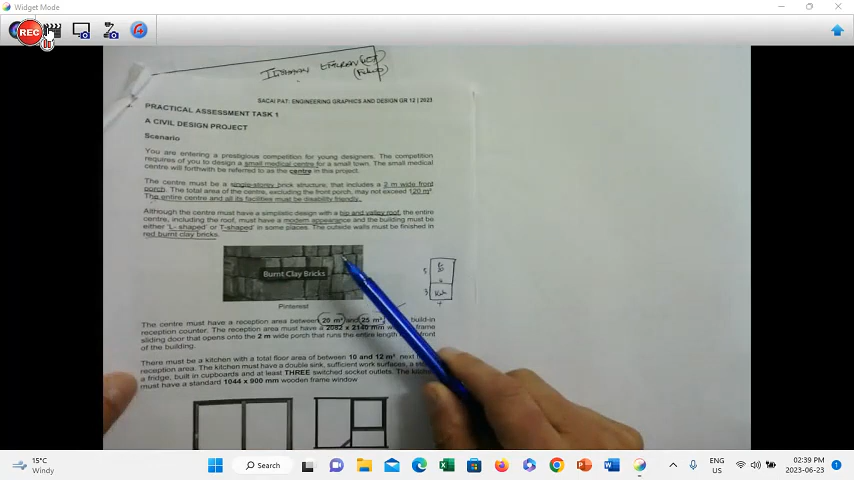 Widget Mode
REC
SACAI PAT: ENGINEERING GRAPHICS AND DESIGN GR 12 | 2023
PRACTICAL ASSESSMENT TASK 1
A CIVIL DESIGN PROJECT
Scenario
You are entering a prestigious competition for young designers. The competition
requires of you to design a small medical centre for a small town. The small medical
centre will forthwith be referred to as the centre in this project.
The centre must be a single-storey brick structure, that includes a 2 m wide front
porch. The total area of the centre, excluding the front porch, may not exceed 120 m².
The entire centre and all its facilities must be disability friendly.
Although the centre must have a simplistic design with a hip and valley roof, the entire
centre, including the roof, must have a modern appearance and the building must be
either 'L- shaped' or T-shaped' in some places. The outside walls must be finished in
red burnt clay bricks.
Burnt Clay Bricks
Pinterest
5
3
Kich
The centre must have a reception area between 20 m² and 25 m² build-in
reception counter. The reception area must have a 2082 x 2140 mm frame
sliding door that opens onto the 2 m wide porch that runs the entire length front
of the building.
There must be a kitchen with a total floor area of between 10 and 12 m² next
reception area. The kitchen must have a double sink, sufficient work surfaces, a
a fridge, built in cupboards and at least THREE switched socket outlets. The
must have a standard 1044 x 900 mm wooden frame window
15°C
Windy
Search
ENG
US
02:39 PM
2023-06-23